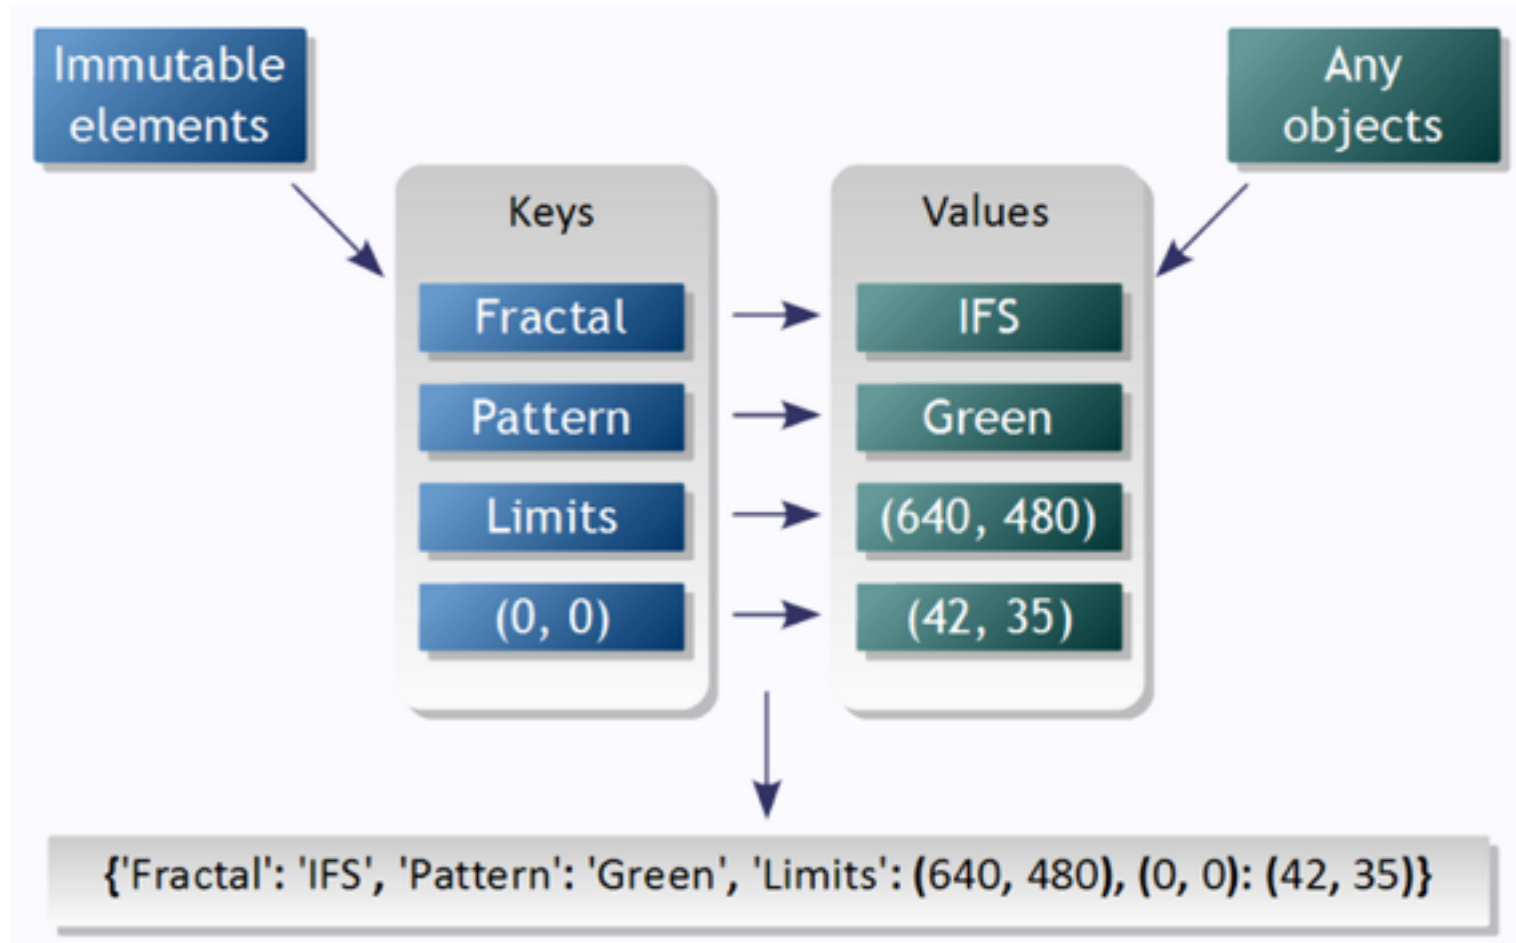 Immutable
elements
Any
objects
Keys
Values
Fractal
IFS
Pattern
Green
Limits
(640, 480)
(0, 0)
(42, 35)
{'Fractal': 'IFS', 'Pattern': 'Green', 'Limits': (640, 480), (0, 0): (42, 35)}